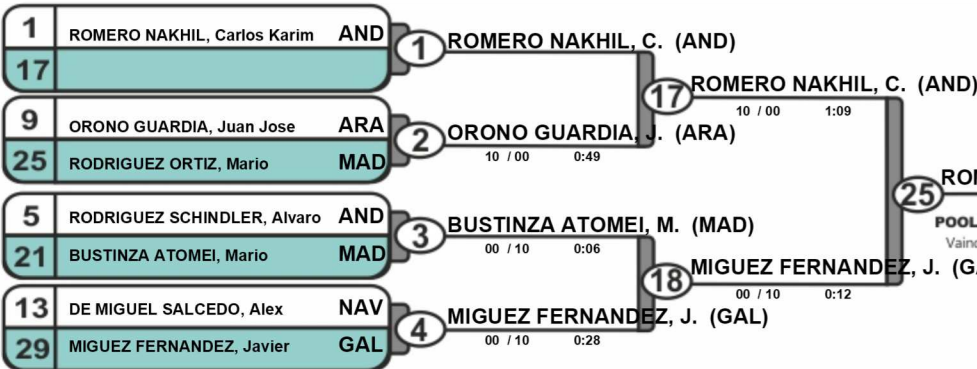 1 ROMERO NAKHIL, Carlos Karim AND
17
1 ROMERO NAKHIL, C. (AND)
17 ROMERO NAKHIL, C. (AND)
10 / 00 1:09
9 ORONO GUARDIA, Juan Jose ARA
25 RODRIGUEZ ORTIZ, Mario MAD
2 ORONO GUARDIA, J. (ARA)
10 / 00 0:49
25 ROM
POOL
Vainc
5 RODRIGUEZ SCHINDLER, Alvaro AND
21 BUSTINZA ATOMEI, Mario MAD
3 BUSTINZA ATOMEI, M. (MAD)
00 / 10 0:06
18 MIGUEZ FERNANDEZ, J. (GA
00 / 10 0:12
13 DE MIGUEL SALCEDO, Alex NAV
29 MIGUEZ FERNANDEZ, Javier GAL
4 MIGUEZ FERNANDEZ, J. (GAL)
00 / 10 0:28